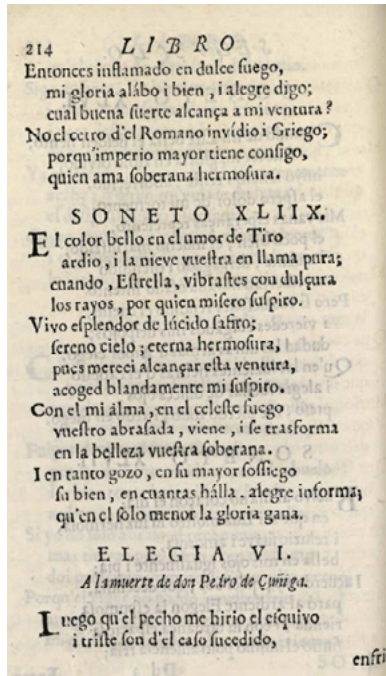 214 LIBRO
Entonces inflamado en dulce fuego,
mi gloria alábo i bien, i alegre digo;
cual buena suerte alcança a mi ventura?
No el cetro d'el Romano invídio i Griego;
porqu'imperio mayor tiene consigo,
quien ama soberana hermosura.
SONETO XLIIX.
El color bello en el umor de Tiro
ardio, i la nieve vuestra en llama pura;
cuando, Estrella, vibrastes con dulçura
los rayos, por quien misero suspiro.
Vivo esplendor de lúcido safiro;
sereno cielo; eterna hermosura,
pues mereci alcançar esta ventura,
acoged blandamente mi suspiro.
Con el mi álma, en el celeste fuego
vuestro abrasada, viene, i se trasforma
en la belleza vuestra soberana.
I en tanto gozo, en su mayor sossiego
su bien, en cuantas hálla. alegre informa;
qu'en el solo menor la gloria gana.
ELEGIA VI.
A la muerte de don Pedro de Çuñiga.
Luego qu'el pecho me hirio el esquivo
i triste son d'el caso sucedido,
enfri